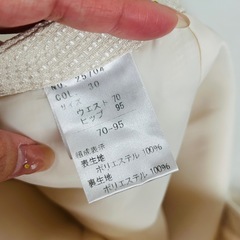 NO. 95704
COL. 30
サイズ
ウエスト 70
ヒップ 95
70-95
組成表示
表生地
ポリエステル 100%
裏生地
ポリエステル 100%